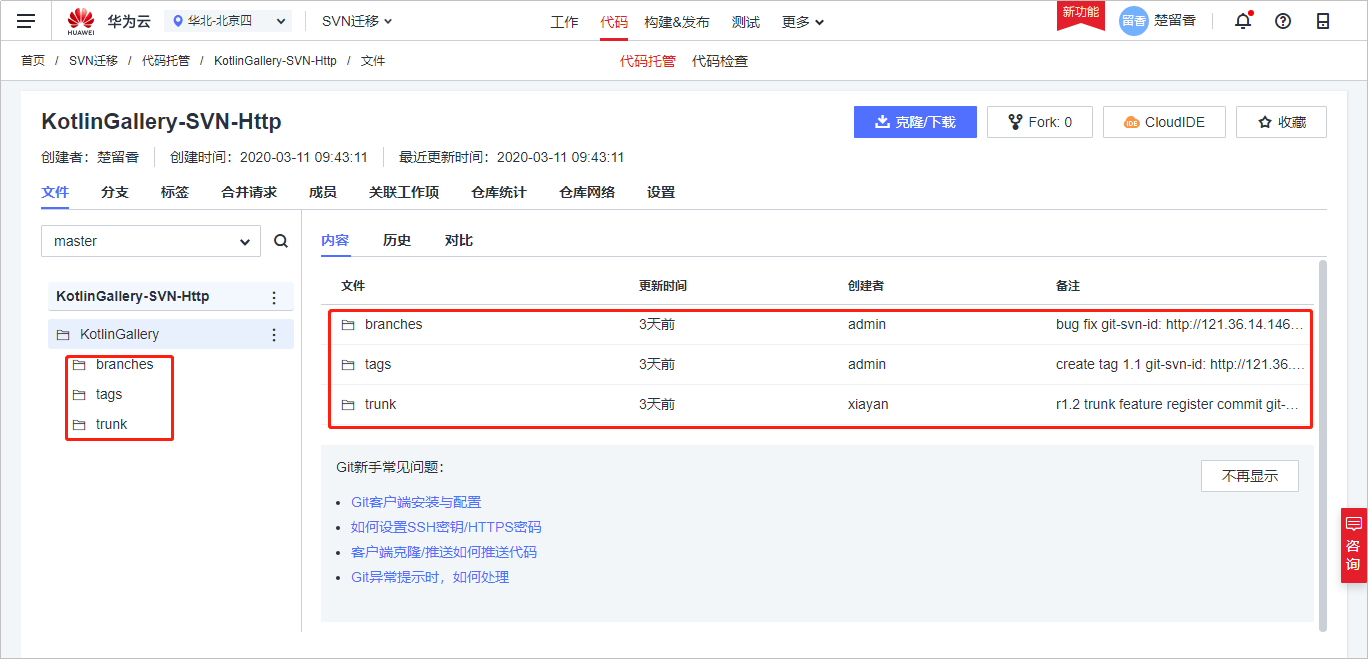 HUAWEI
华为云
华北-北京四
SVN迁移
工作 代码 构建&发布 测试 更多
新功能
留香
楚留香
首页 / SVN迁移 / 代码托管 / KotlinGallery-SVN-Http / 文件
代码托管 代码检查
KotlinGallery-SVN-Http
克隆/下载
Fork: 0
IDE CloudIDE
收藏
创建者：楚留香
创建时间：2020-03-11 09:43:11
最近更新时间：2020-03-11 09:43:11
文件 分支 标签 合并请求 成员 关联工作项 仓库统计 仓库网络 设置
master
KotlinGallery-SVN-Http
KotlinGallery
branches
tags
trunk
内容 历史 对比
文件 更新时间 创建者 备注
branches 3天前 admin bug fix git-svn-id: http://121.36.14.146…
tags 3天前 admin create tag 1.1 git-svn-id: http://121.36.…
trunk 3天前 xiayan r1.2 trunk feature register commit git-…
Git新手常见问题：
不再显示
Git客户端安装与配置
如何设置SSH密钥/HTTPS密码
客户端克隆/推送如何推送代码
Git异常提示时，如何处理
咨询